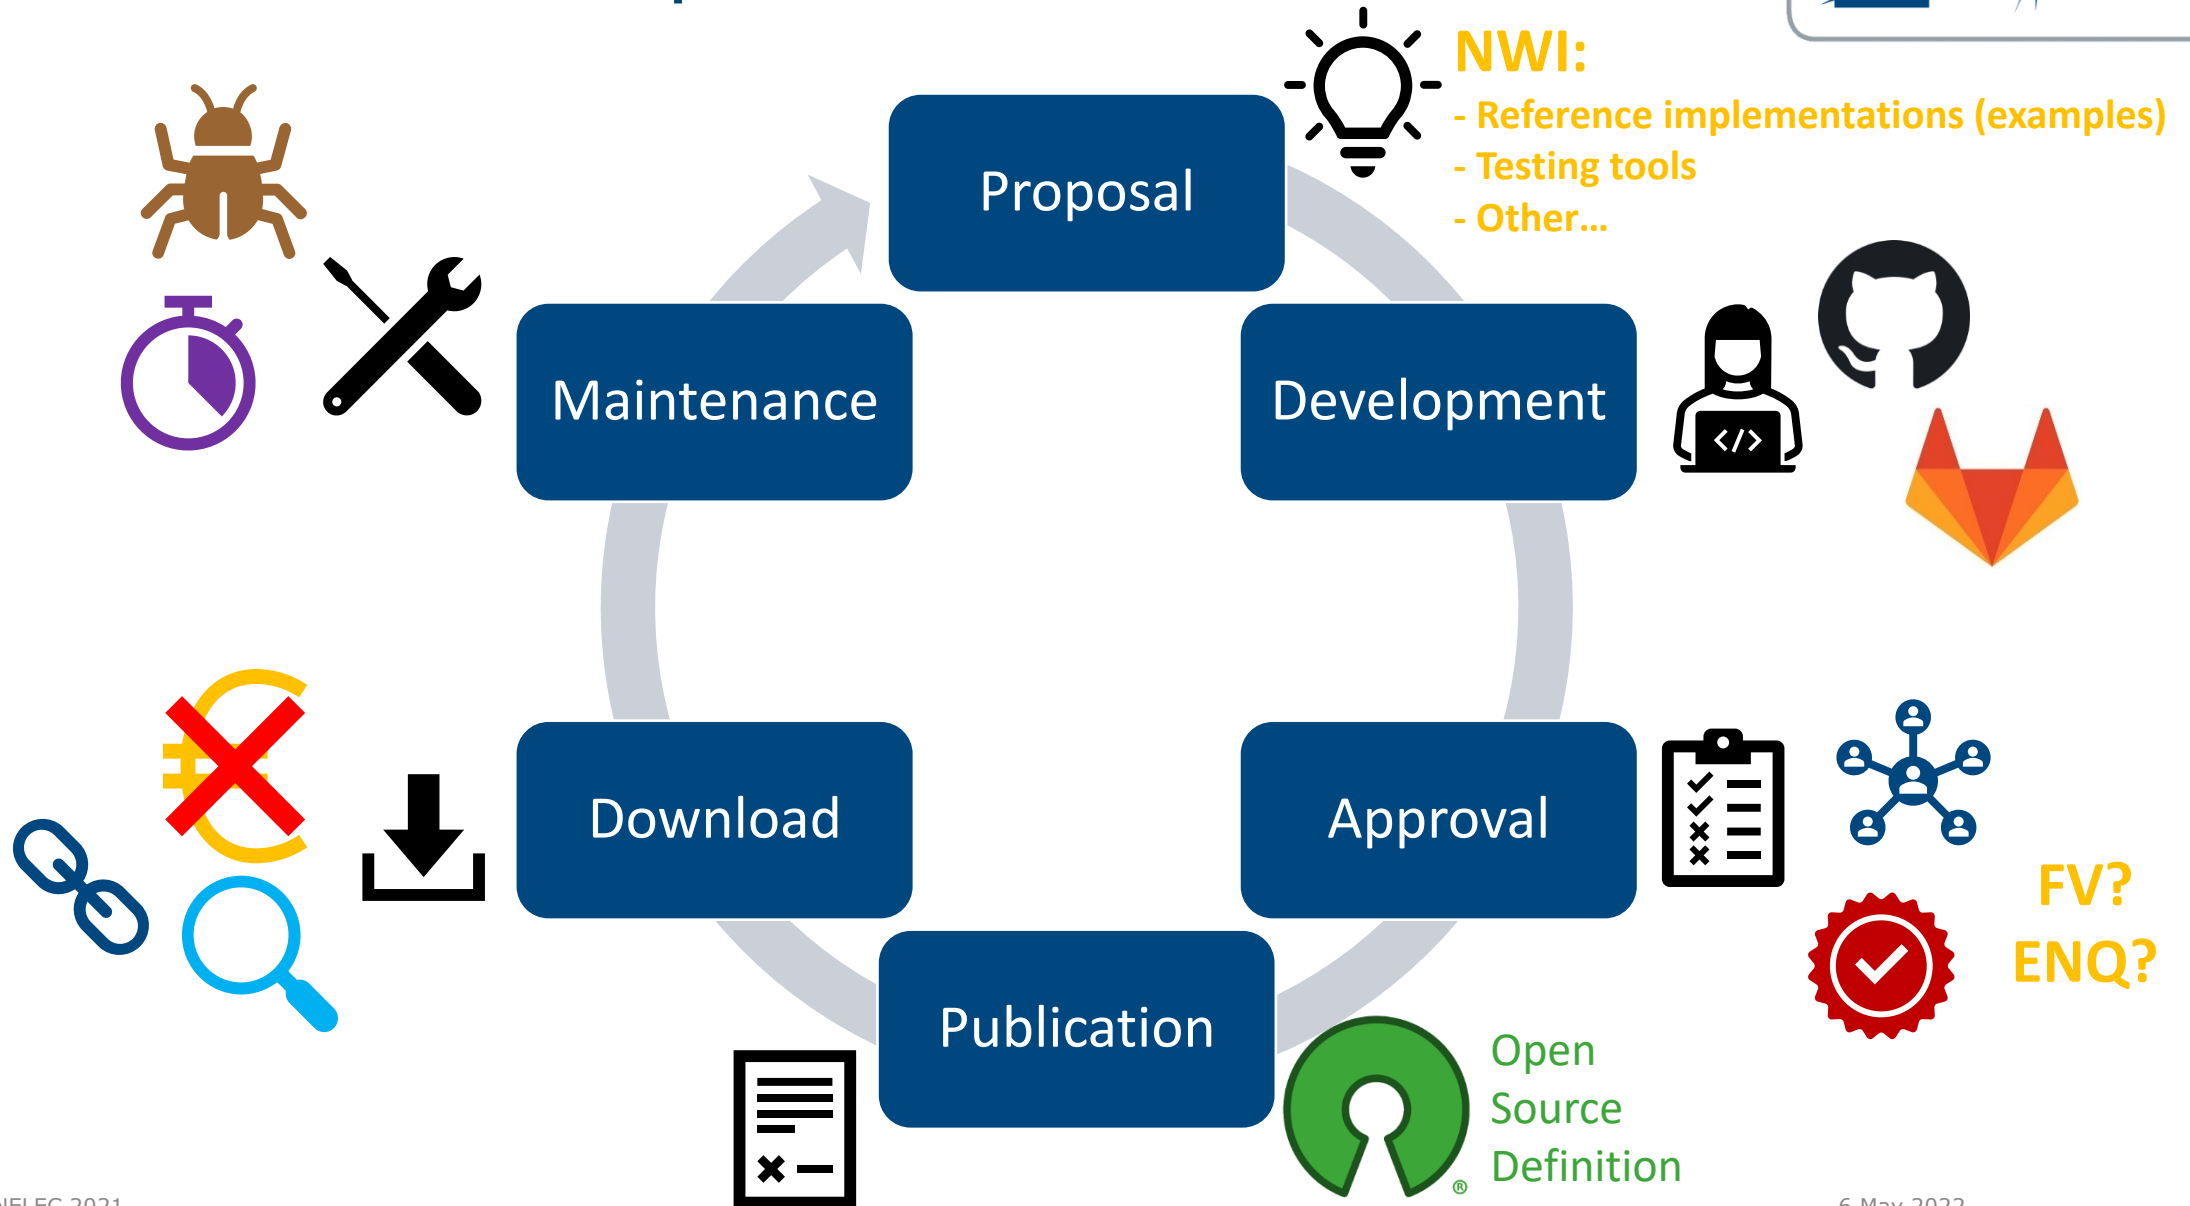 NWI:
- Reference implementations (examples)
- Testing tools
- Other...
Proposal
Maintenance
Development
</>
Download
Approval
FV?
ENQ?
Publication
Open
Source
Definition
®